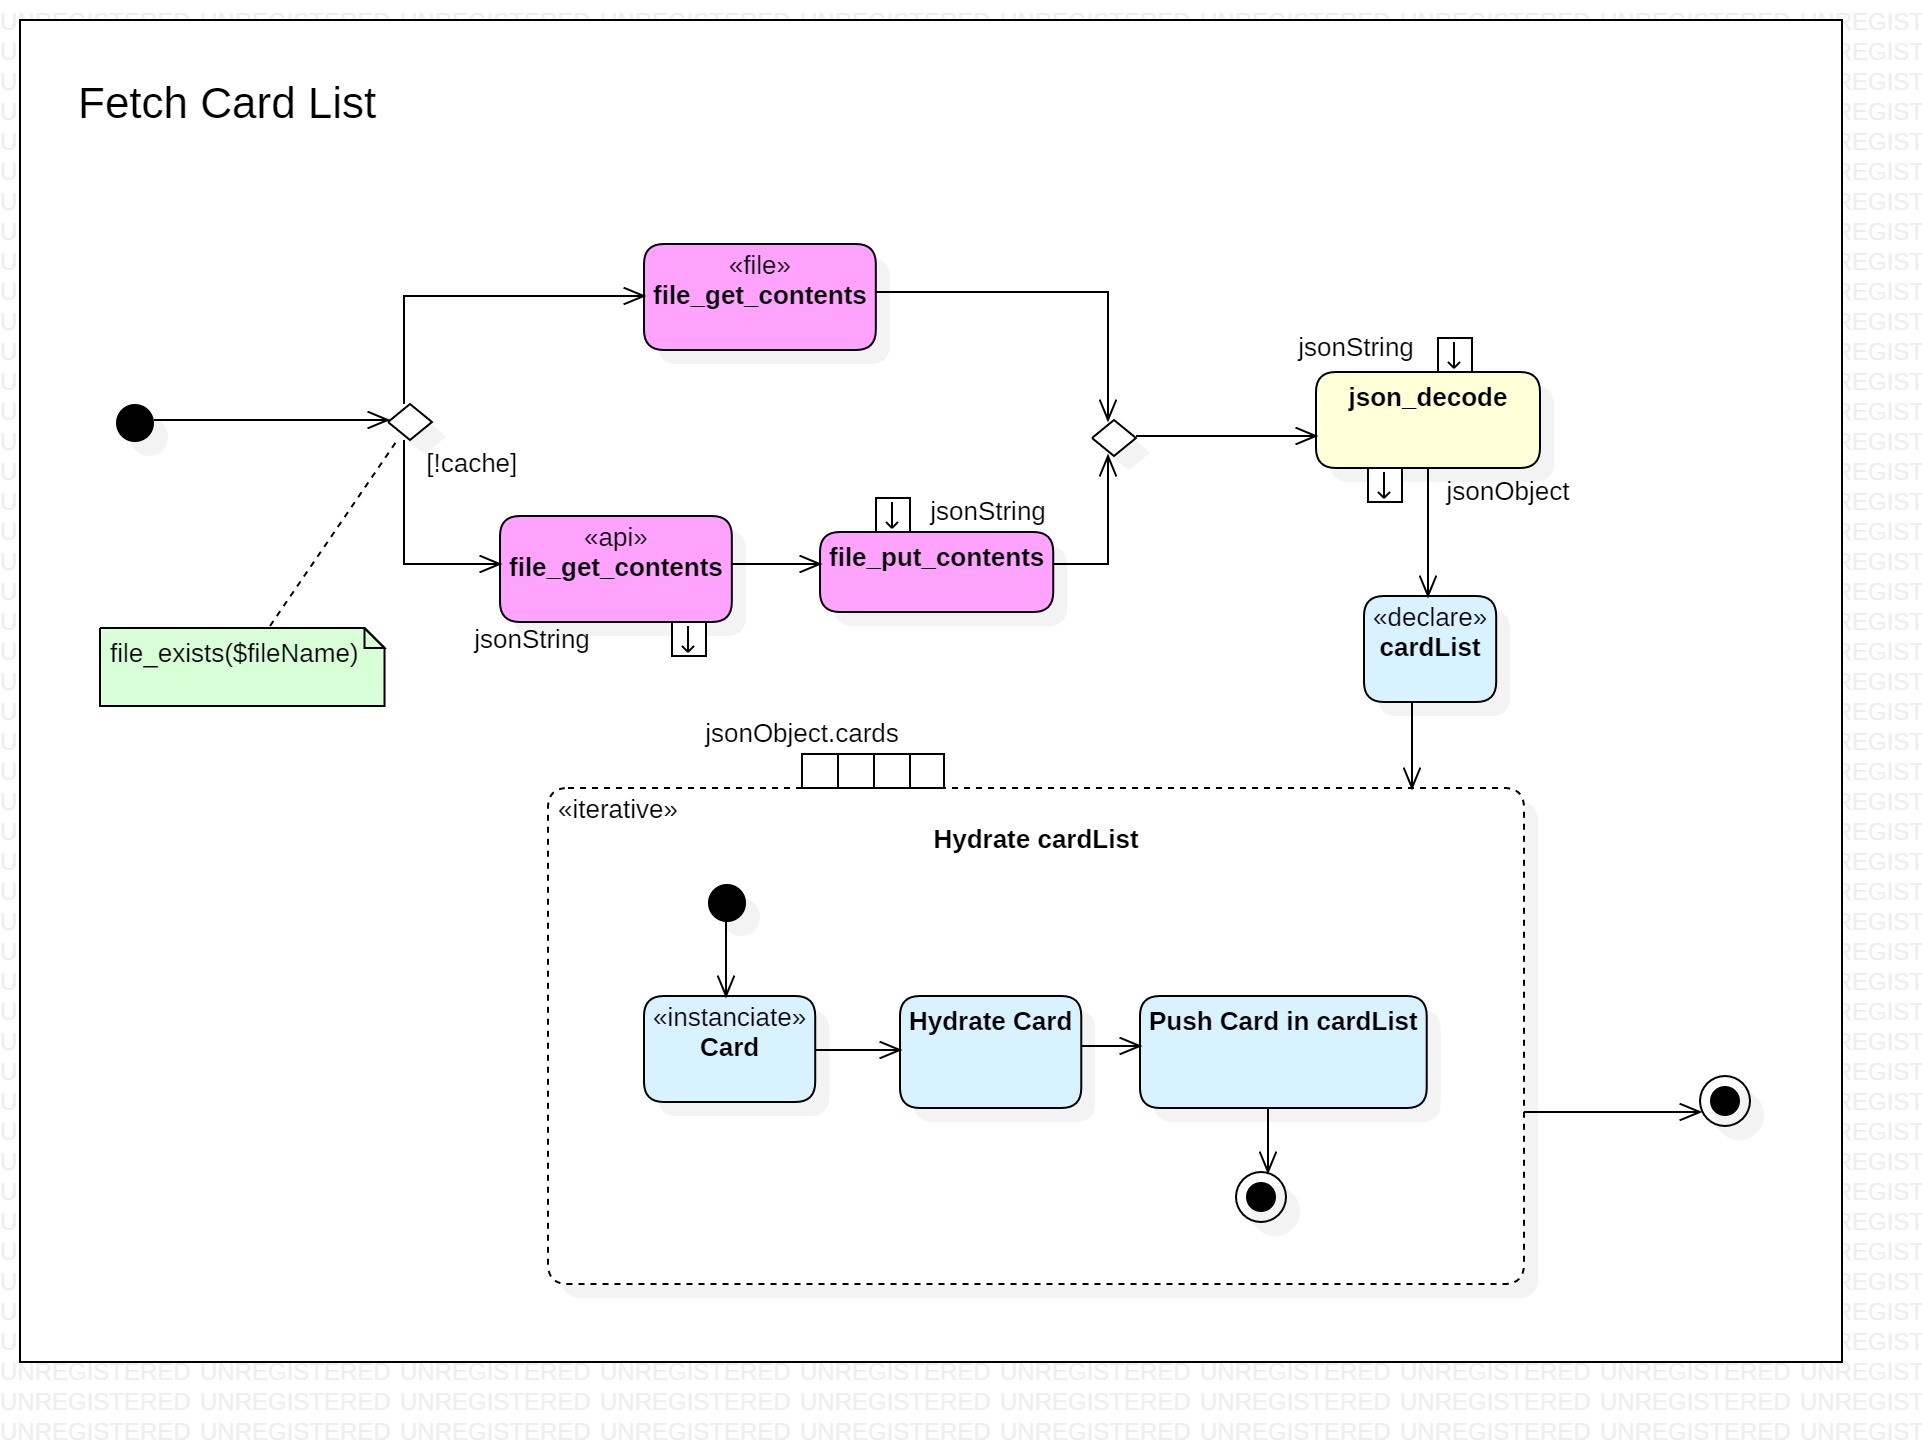 Fetch Card List
«file»
file_get_contents
jsonString
json_decode
[!cache]
jsonObject
jsonString
«api»
file_get_contents
file_put_contents
jsonString
file_exists($fileName)
«declare»
cardList
jsonObject.cards
«iterative»
Hydrate cardList
«instanciate»
Card
Hydrate Card
Push Card in cardList
UNREGISTERED UNREGISTERED UNREGISTERED UNREGISTERED UNREGISTERED UNREGISTERED UNREGISTERED UNREGISTERED UNREGISTERED UNREGIST
UNREGISTERED UNREGISTERED UNREGISTERED UNREGISTERED UNREGISTERED UNREGISTERED UNREGISTERED UNREGISTERED UNREGISTERED UNREGIST
UNREGISTERED UNREGISTERED UNREGISTERED UNREGISTERED UNREGISTERED UNREGISTERED UNREGISTERED UNREGISTERED UNREGISTERED UNREGIST